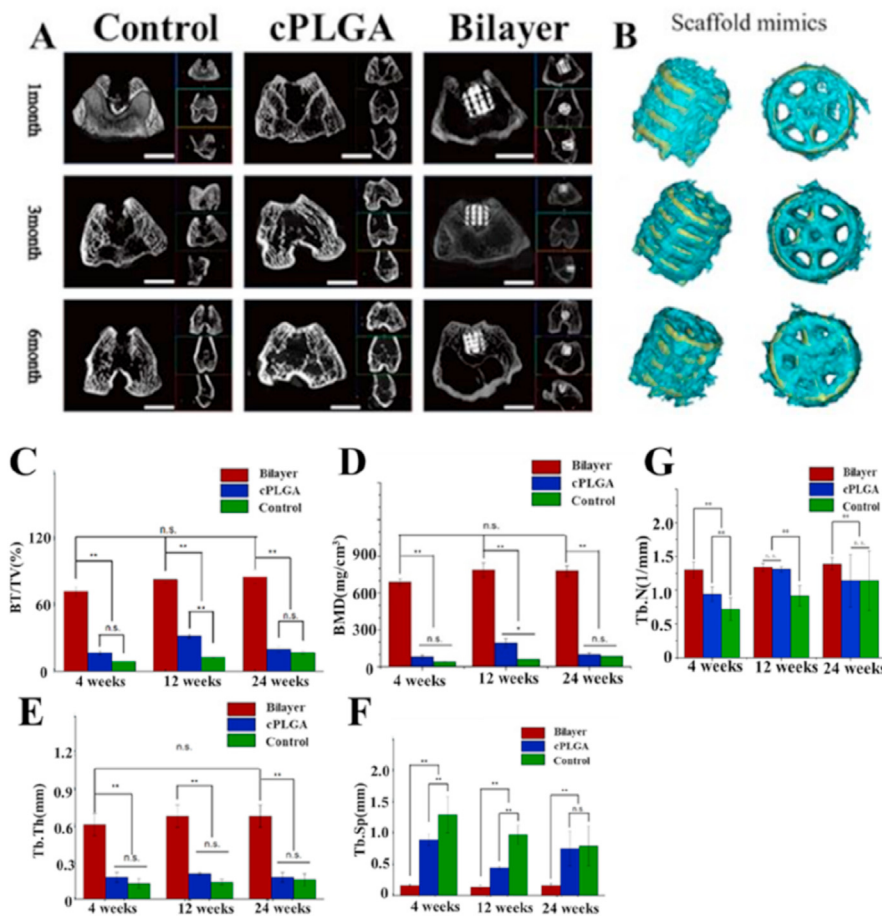 A
Control
cPLGA
Bilayer
B
Scaffold mimics
1month
3month
6month
C
Bilayer
cPLGA
Control
BT/TV(%)
120
60
0
n.s.
**
n.s.
**
**
**
n.s.
4 weeks
12 weeks
24 weeks
D
Bilayer
cPLGA
Control
BMD(mg/cm³)
900
600
300
0
n.s.
**
n.s.
**
*
**
n.s.
4 weeks
12 weeks
24 weeks
G
Bilayer
cPLGA
Control
Tb.N(1/mm)
2.0
1.5
1.0
0.5
0
**
**
n. s.
**
**
n. s.
4 weeks
12 weeks
24 weeks
E
Bilayer
cPLGA
Control
Tb.Th(mm)
1.2
0.9
0.6
0.3
0
n.s.
**
n.s.
**
n.s.
**
n.s.
4 weeks
12 weeks
24 weeks
F
Bilayer
cPLGA
Control
Tb.Sp(mm)
2.0
1.5
1.0
0.5
0
**
**
**
**
**
n.s
4 weeks
12 weeks
24 weeks